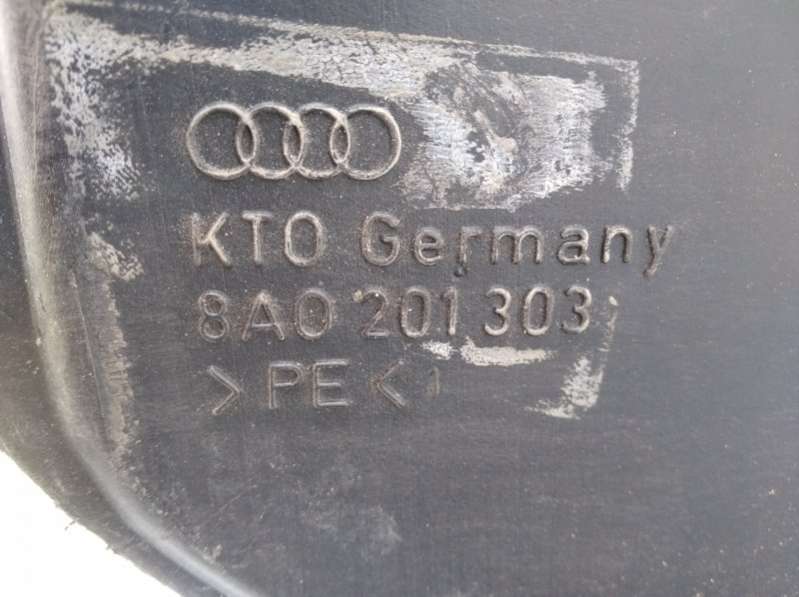 KTO Germany
8A0 201 303
>PE<